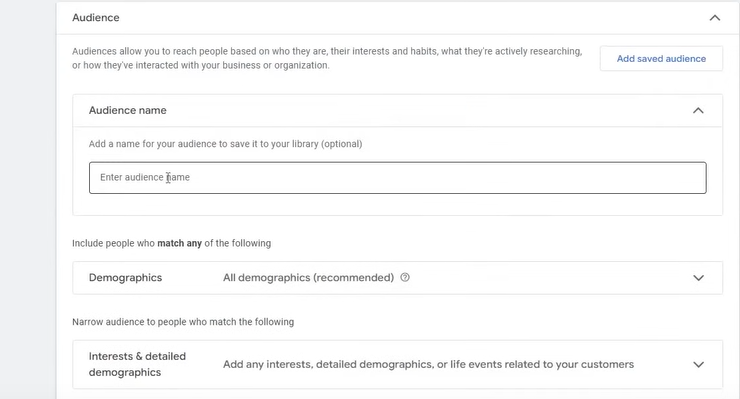 Audience
Audiences allow you to reach people based on who they are, their interests and habits, what they're actively researching,
or how they've interacted with your business or organization.
Add saved audience
Audience name
Add a name for your audience to save it to your library (optional)
Enter audience name
Include people who match any of the following
Demographics
All demographics (recommended)
Narrow audience to people who match the following
Interests & detailed
demographics
Add any interests, detailed demographics, or life events related to your customers